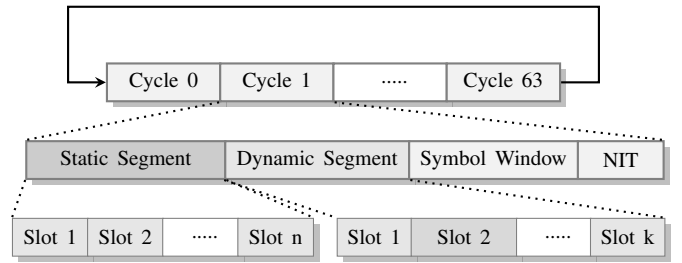 Cycle 0 Cycle 1 ..... Cycle 63
Static Segment Dynamic Segment Symbol Window NIT
Slot 1 Slot 2 ..... Slot n Slot 1 Slot 2 ..... Slot k